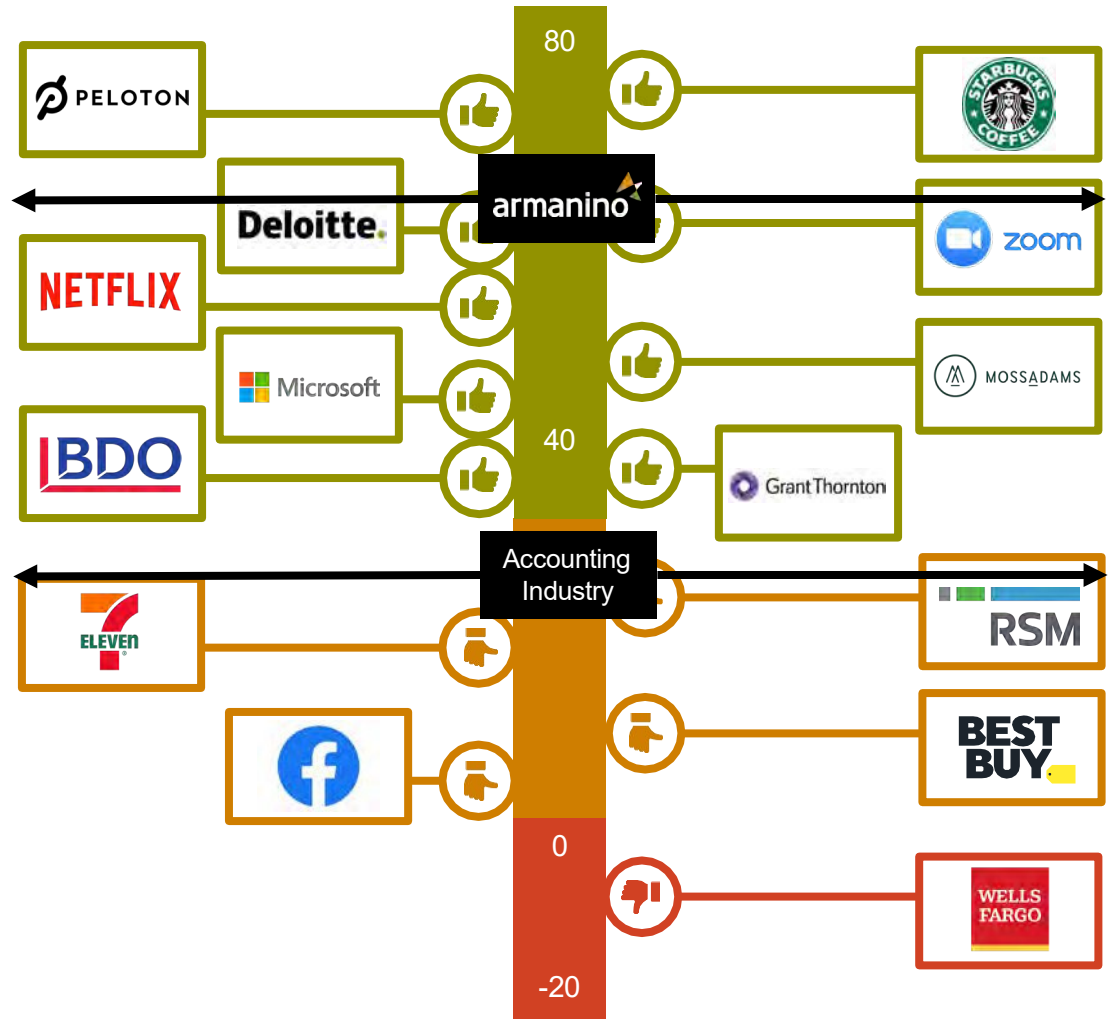 80
PELOTON
STARBUCKS
COFFEE
armanino
Deloitte.
zoom
NETFLIX
Microsoft
MOSSADAMS
40
BDO
GrantThornton
Accounting
Industry
7
ELEVEn
®
RSM
BEST
BUY
f
0
WELLS
FARGO
-20